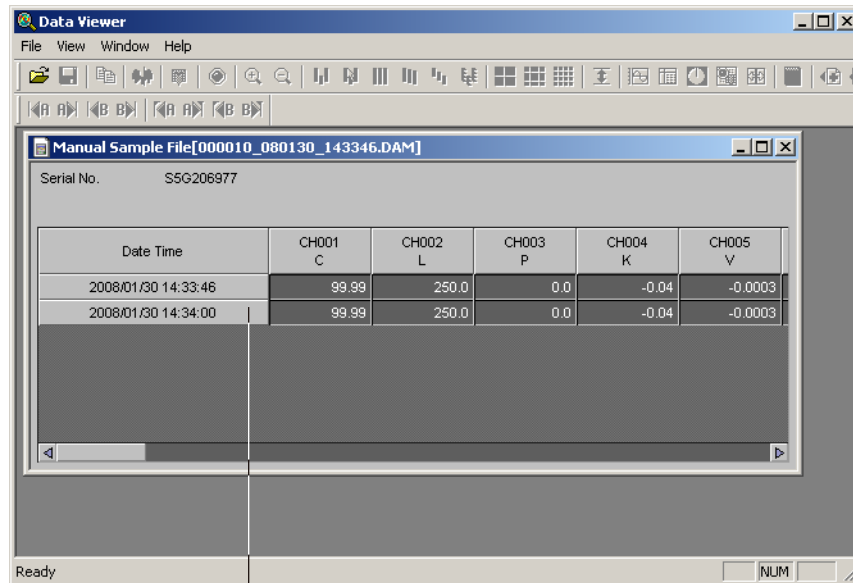 Data Viewer
File View Window Help
A A B B A A B B
Manual Sample File[000010_080130_143346.DAM]
Serial No. S5G206977
Date Time CH001 CH002 CH003 CH004 CH005
C L P K V
2008/01/30 14:33:46 99.99 250.0 0.0 -0.04 -0.0003
2008/01/30 14:34:00 99.99 250.0 0.0 -0.04 -0.0003
Ready NUM